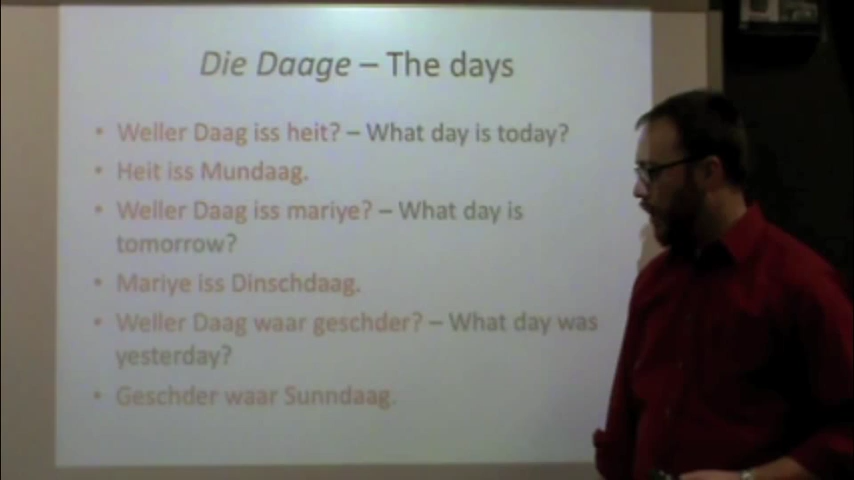 Die Daage – The days
• Weller Daag iss heit? – What day is today?
• Heit iss Mundaag.
• Weller Daag iss mariye? – What day is
tomorrow?
• Mariye iss Dinschdaag.
• Weller Daag waar geschder? – What day was
yesterday?
• Geschder waar Sunndaag.